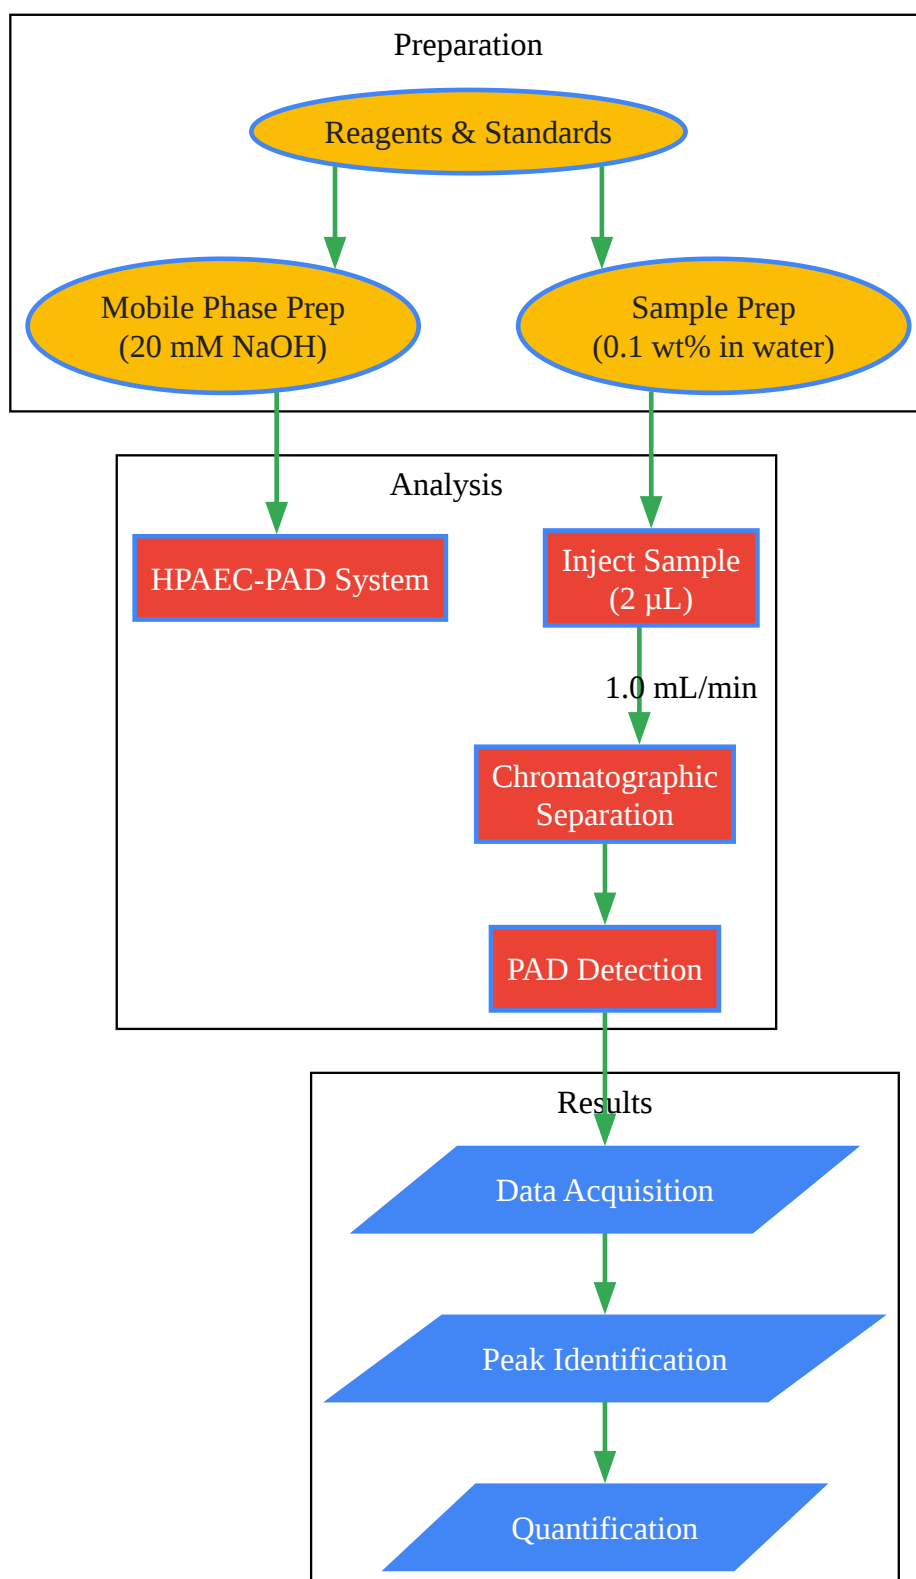 Preparation
Reagents & Standards
Mobile Phase Prep
(20 mM NaOH)
Sample Prep
(0.1 wt% in water)
Analysis
HPAEC-PAD System
Inject Sample
(2 µL)
1.0 mL/min
Chromatographic
Separation
PAD Detection
Results
Data Acquisition
Peak Identification
Quantification